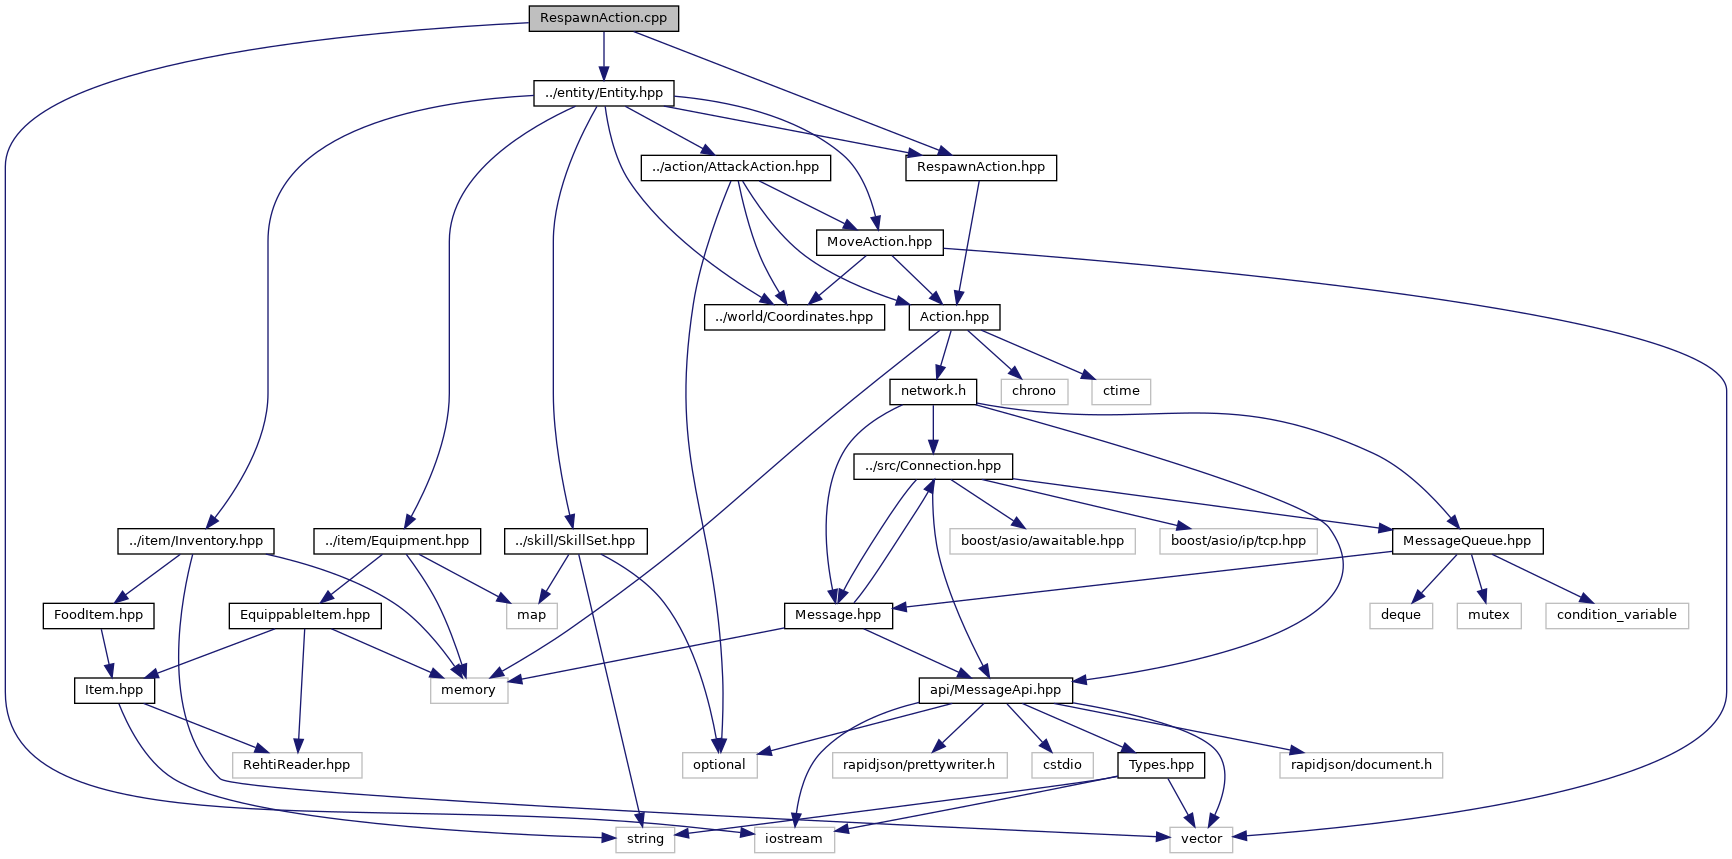 RespawnAction.cpp
../entity/Entity.hpp
../action/AttackAction.hpp
RespawnAction.hpp
MoveAction.hpp
../world/Coordinates.hpp
Action.hpp
network.h
chrono
ctime
../src/Connection.hpp
../item/Inventory.hpp
../item/Equipment.hpp
../skill/SkillSet.hpp
boost/asio/awaitable.hpp
boost/asio/ip/tcp.hpp
MessageQueue.hpp
FoodItem.hpp
EquippableItem.hpp
map
Message.hpp
deque
mutex
condition_variable
Item.hpp
memory
api/MessageApi.hpp
RehtiReader.hpp
optional
rapidjson/prettywriter.h
cstdio
Types.hpp
rapidjson/document.h
string
iostream
vector